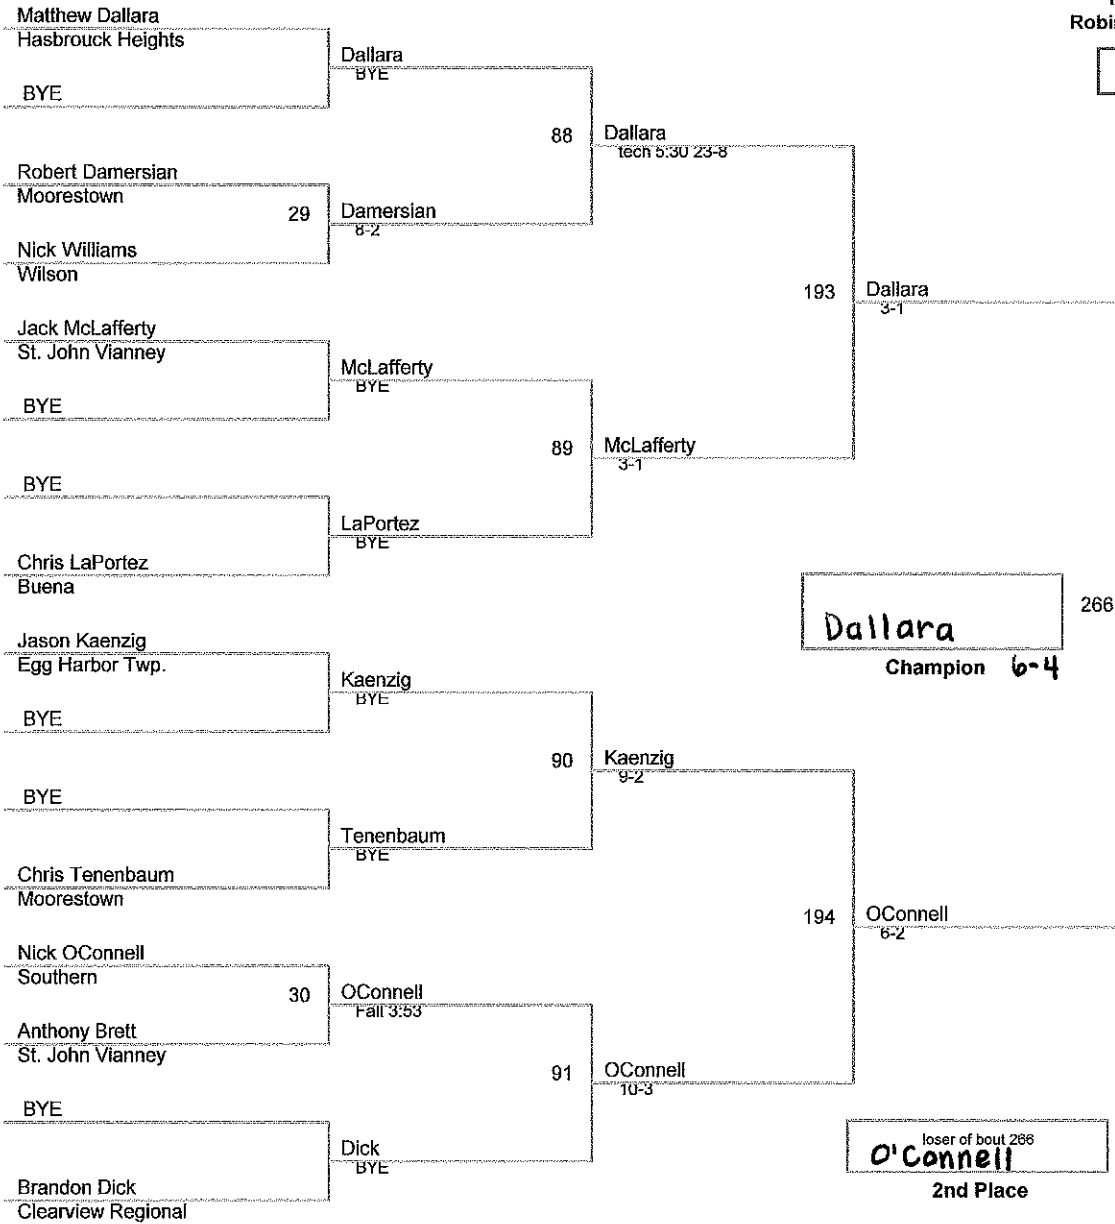 Matthew Dallara
Hasbrouck Heights
BYE
Robert Damersian
Moorestown
29
Nick Williams
Wilson
Jack McLafferty
St. John Vianney
BYE
BYE
Chris LaPortez
Buena
Jason Kaenzig
Egg Harbor Twp.
BYE
BYE
Chris Tenenbaum
Moorestown
Nick OConnell
Southern
30
Anthony Brett
St. John Vianney
BYE
Brandon Dick
Clearview Regional
Dallara
BYE
88
Damersian
8-2
McLafferty
BYE
89
LaPortez
BYE
Kaenzig
BYE
90
Tenenbaum
BYE
OConnell
Fall 3:53
91
Dick
BYE
Dallara
tech 5:30 23-8
193
McLafferty
3-1
Kaenzig
9-2
194
OConnell
10-3
Dallara
3-1
Dallara
266
Champion 6-4
OConnell
6-2
loser of bout 266
O'Connell
2nd Place